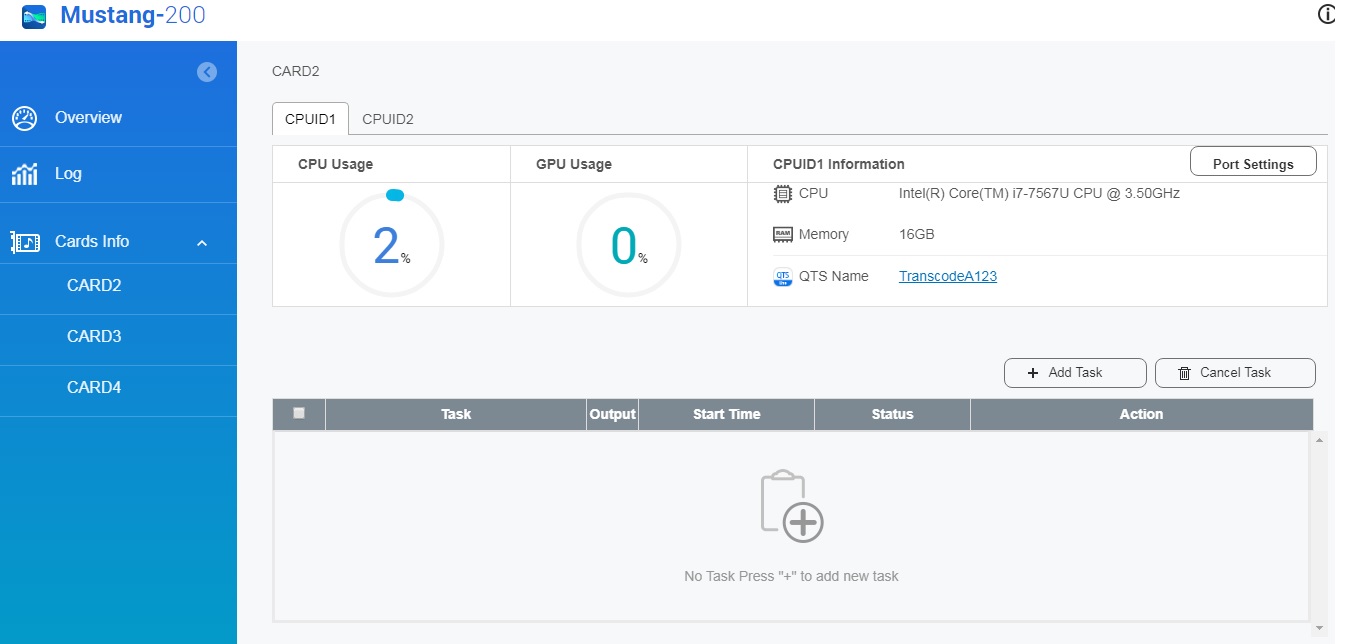 Mustang-200
CARD2
Overview
Log
Cards Info
CARD2
CARD3
CARD4
CPUID1 CPUID2
CPU Usage GPU Usage CPUID1 Information Port Settings
2% 0%
CPU Intel(R) Core(TM) i7-7567U CPU @ 3.50GHz
RAM Memory 16GB
QTS QTS Name TranscodeA123
+ Add Task Cancel Task
Task Output Start Time Status Action
No Task Press "+" to add new task